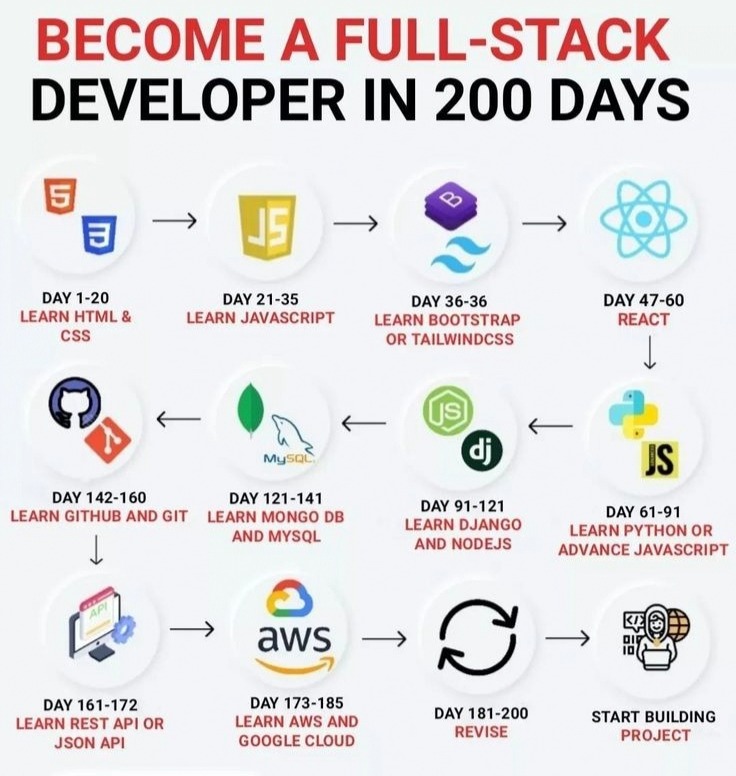 BECOME A FULL-STACK
DEVELOPER IN 200 DAYS
5
3
DAY 1-20
LEARN HTML &
CSS
JS
DAY 21-35
LEARN JAVASCRIPT
B
DAY 36-36
LEARN BOOTSTRAP
OR TAILWINDCSS
DAY 47-60
REACT
JS
DAY 61-91
LEARN PYTHON OR
ADVANCE JAVASCRIPT
JS
dj
DAY 91-121
LEARN DJANGO
AND NODEJS
MySQL
DAY 121-141
LEARN MONGO DB
AND MYSQL
DAY 142-160
LEARN GITHUB AND GIT
API
DAY 161-172
LEARN REST API OR
JSON API
aws
DAY 173-185
LEARN AWS AND
GOOGLE CLOUD
DAY 181-200
REVISE
START BUILDING
PROJECT